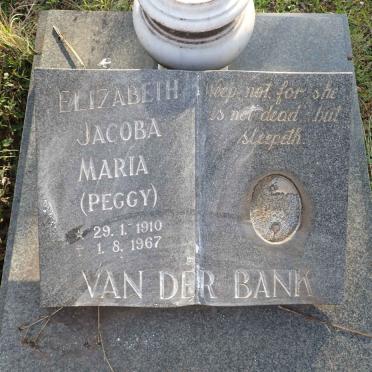 ELIZABETH
JACOBA
MARIA
(PEGGY)
* 29. 1. 1910
1. 8. 1967
Weep not for she
is not dead but
sleepeth
VAN DER BANK